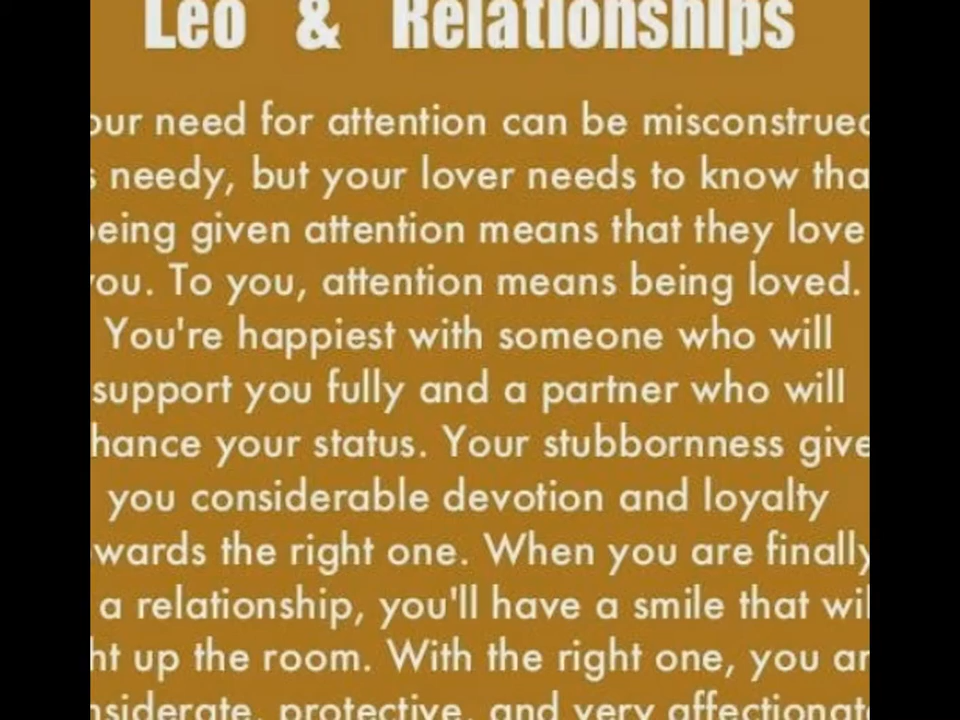 Leo & Relationships
our need for attention can be misconstrued
s needy, but your lover needs to know tha
being given attention means that they love
you. To you, attention means being loved.
You're happiest with someone who will
support you fully and a partner who will
hance your status. Your stubbornness give
you considerable devotion and loyalty
wards the right one. When you are finally
a relationship, you'll have a smile that wil
ht up the room. With the right one, you ar
nsiderate, protective, and very affectionate